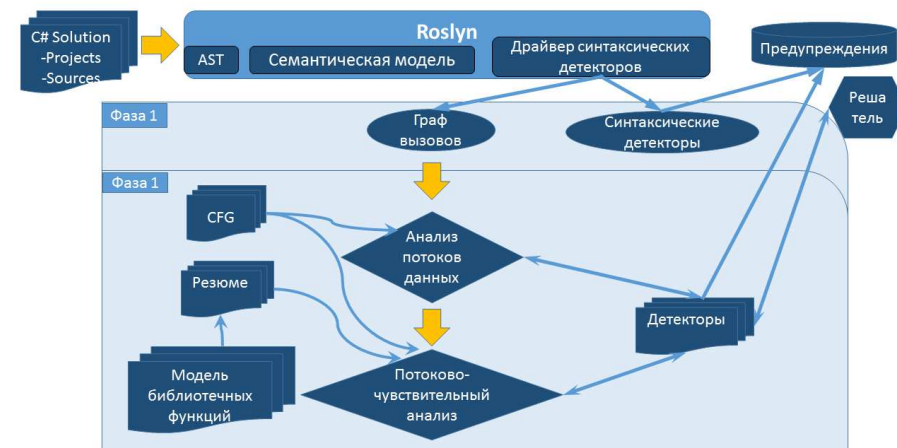 C# Solution
-Projects
-Sources
Roslyn
AST
Семантическая модель
Драйвер синтаксических
детекторов
Предупреждения
Реша
тель
Фаза 1
Граф
вызовов
Синтаксические
детекторы
Фаза 1
CFG
Анализ
потоков
данных
Резюме
Детекторы
Модель
библиотечных
функций
Потоково-
чувствительный
анализ